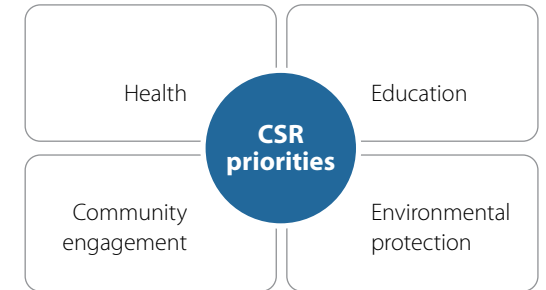 Health
Education
CSR
priorities
Community
engagement
Environmental
protection